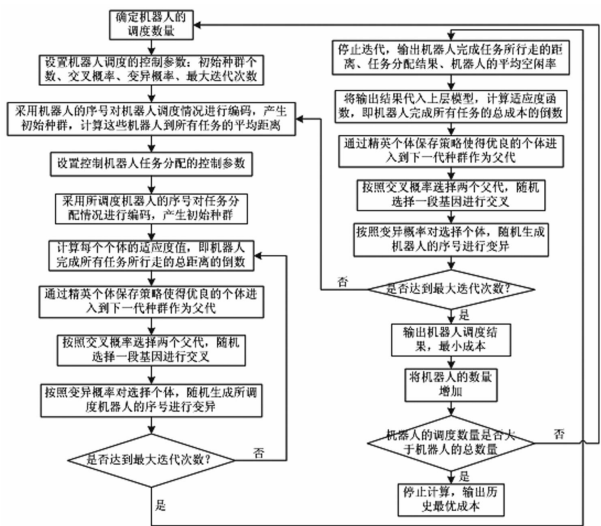 确定机器人的
调度数量
设置机器人调度的控制参数：初始种群个
数、交叉概率、变异概率、最大迭代次数
采用机器人的序号对机器人调度情况进行编码，产生
初始种群，计算这些机器人到所有任务的平均距离
设置控制机器人任务分配的控制参数
采用所调度机器人的序号对任务分
配情况进行编码，产生初始种群
计算每个个体的适应度值，即机器人
完成所有任务所行走的总距离的倒数
通过精英个体保存策略使得优良的个体进
入到下一代种群作为父代
按照交叉概率选择两个父代，随机
选择一段基因进行交叉
按照变异概率对选择个体，随机生成所调
度机器人的序号进行变异
是否达到最大迭代次数？
否
是
停止迭代，输出机器人完成任务所行走的距
离、任务分配结果、机器人的平均空闲率
将输出结果代入上层模型，计算适应度函
数，即机器人完成所有任务的总成本的倒数
通过精英个体保存策略使得优良的个体
进入到下一代种群作为父代
按照交叉概率选择两个父代，随机
选择一段基因进行交叉
按照变异概率对选择个体，随机生成
机器人的序号进行变异
否
是否达到最大迭代次数？
是
输出机器人调度结
果，最小成本
将机器人的数量
增加
机器人的调度数量是否大
于机器人的总数量
否
是
停止计算，输出历
史最优成本